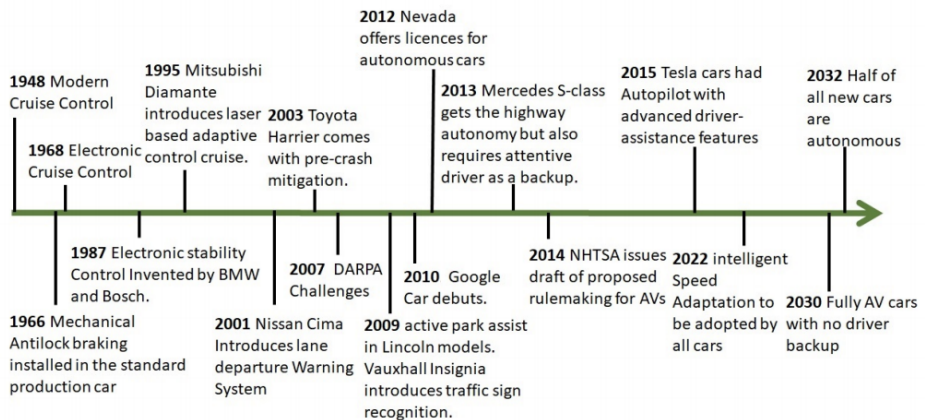 1948 Modern
Cruise Control
1966 Mechanical
Antilock braking
installed in the standard
production car
1968 Electronic
Cruise Control
1987 Electronic stability
Control Invented by BMW
and Bosch.
1995 Mitsubishi
Diamante
introduces laser
based adaptive
control cruise.
2001 Nissan Cima
Introduces lane
departure Warning
System
2003 Toyota
Harrier comes
with pre-crash
mitigation.
2007 DARPA
Challenges
2009 active park assist
in Lincoln models.
Vauxhall Insignia
introduces traffic sign
recognition.
2010 Google
Car debuts.
2012 Nevada
offers licences for
autonomous cars
2013 Mercedes S-class
gets the highway
autonomy but also
requires attentive
driver as a backup.
2014 NHTSA issues
draft of proposed
rulemaking for AVs
2015 Tesla cars had
Autopilot with
advanced driver-
assistance features
2022 intelligent
Speed
Adaptation to
be adopted by
all cars
2030 Fully AV cars
with no driver
backup
2032 Half of
all new cars
are
autonomous